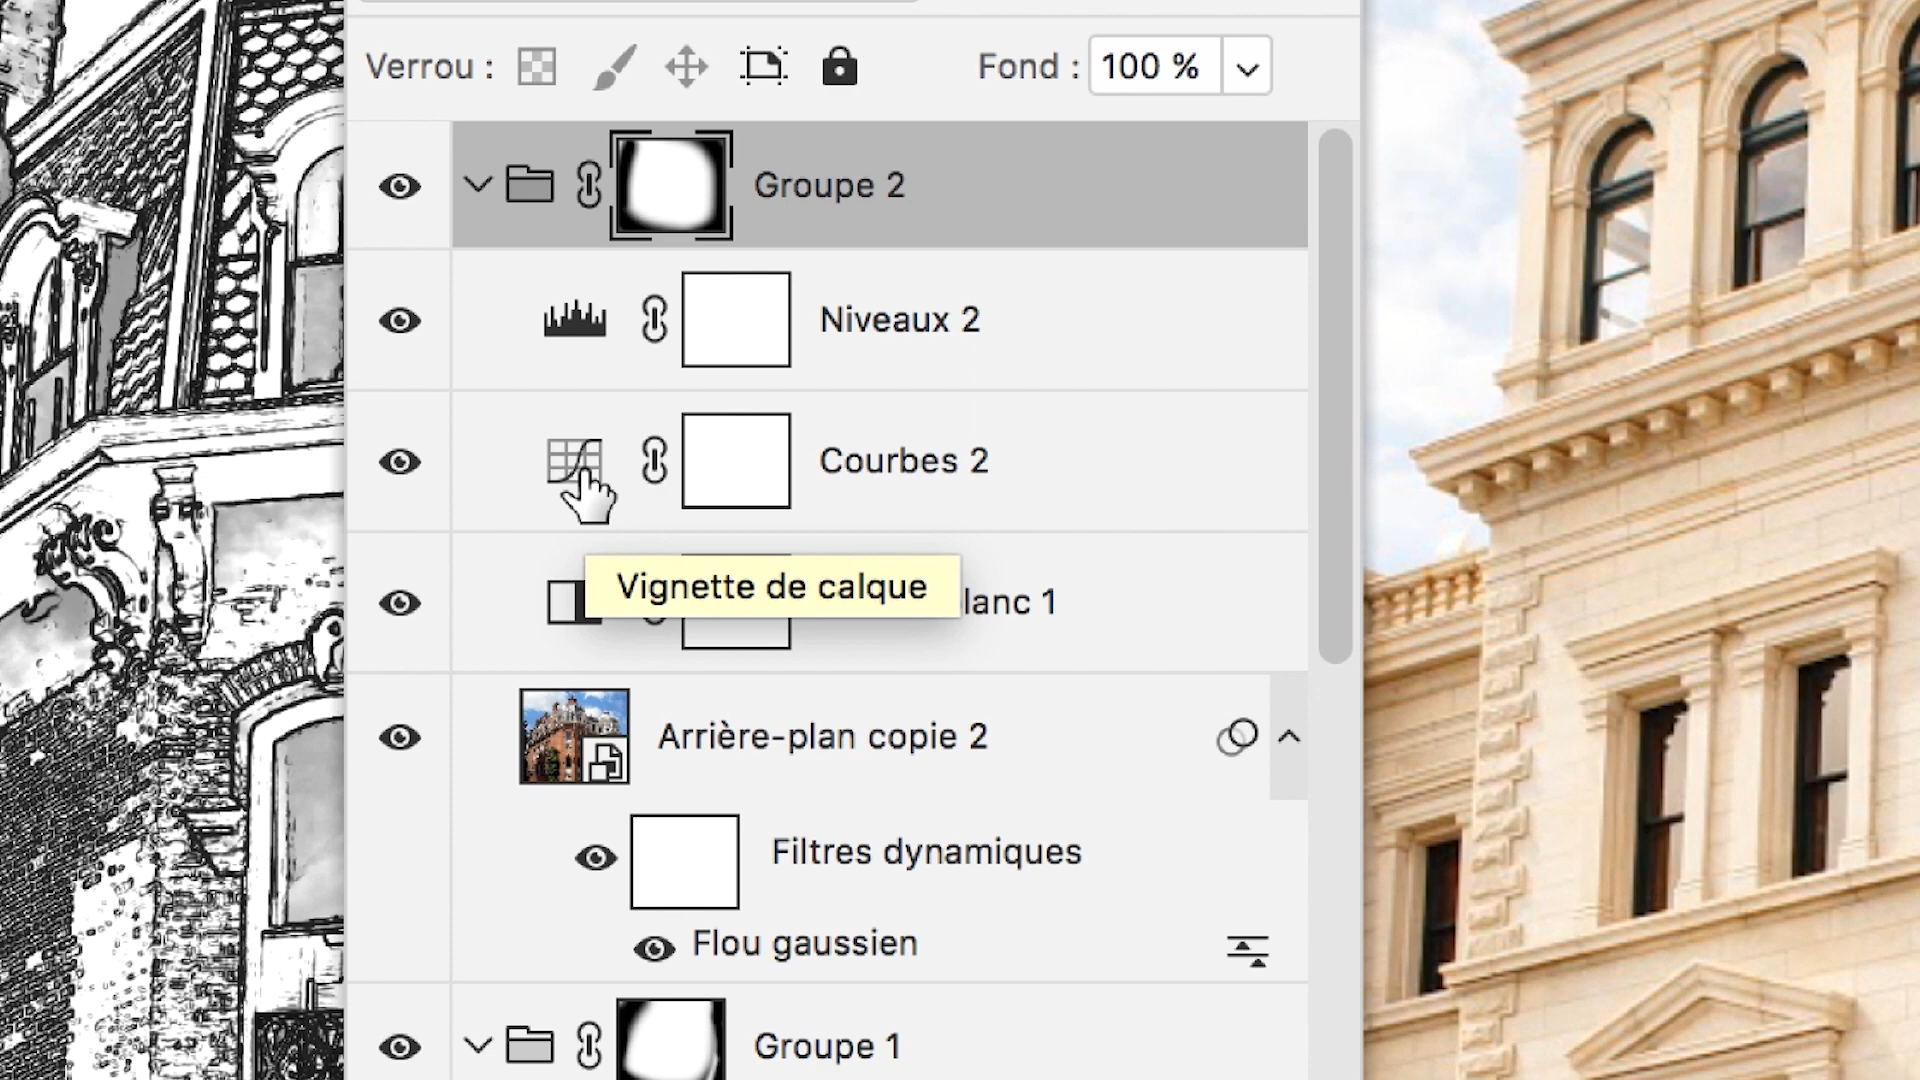 Verrou : Fond : 100 %
Groupe 2
Niveaux 2
Courbes 2
Vignette de calque
lanc 1
Arrière-plan copie 2
Filtres dynamiques
Flou gaussien
Groupe 1